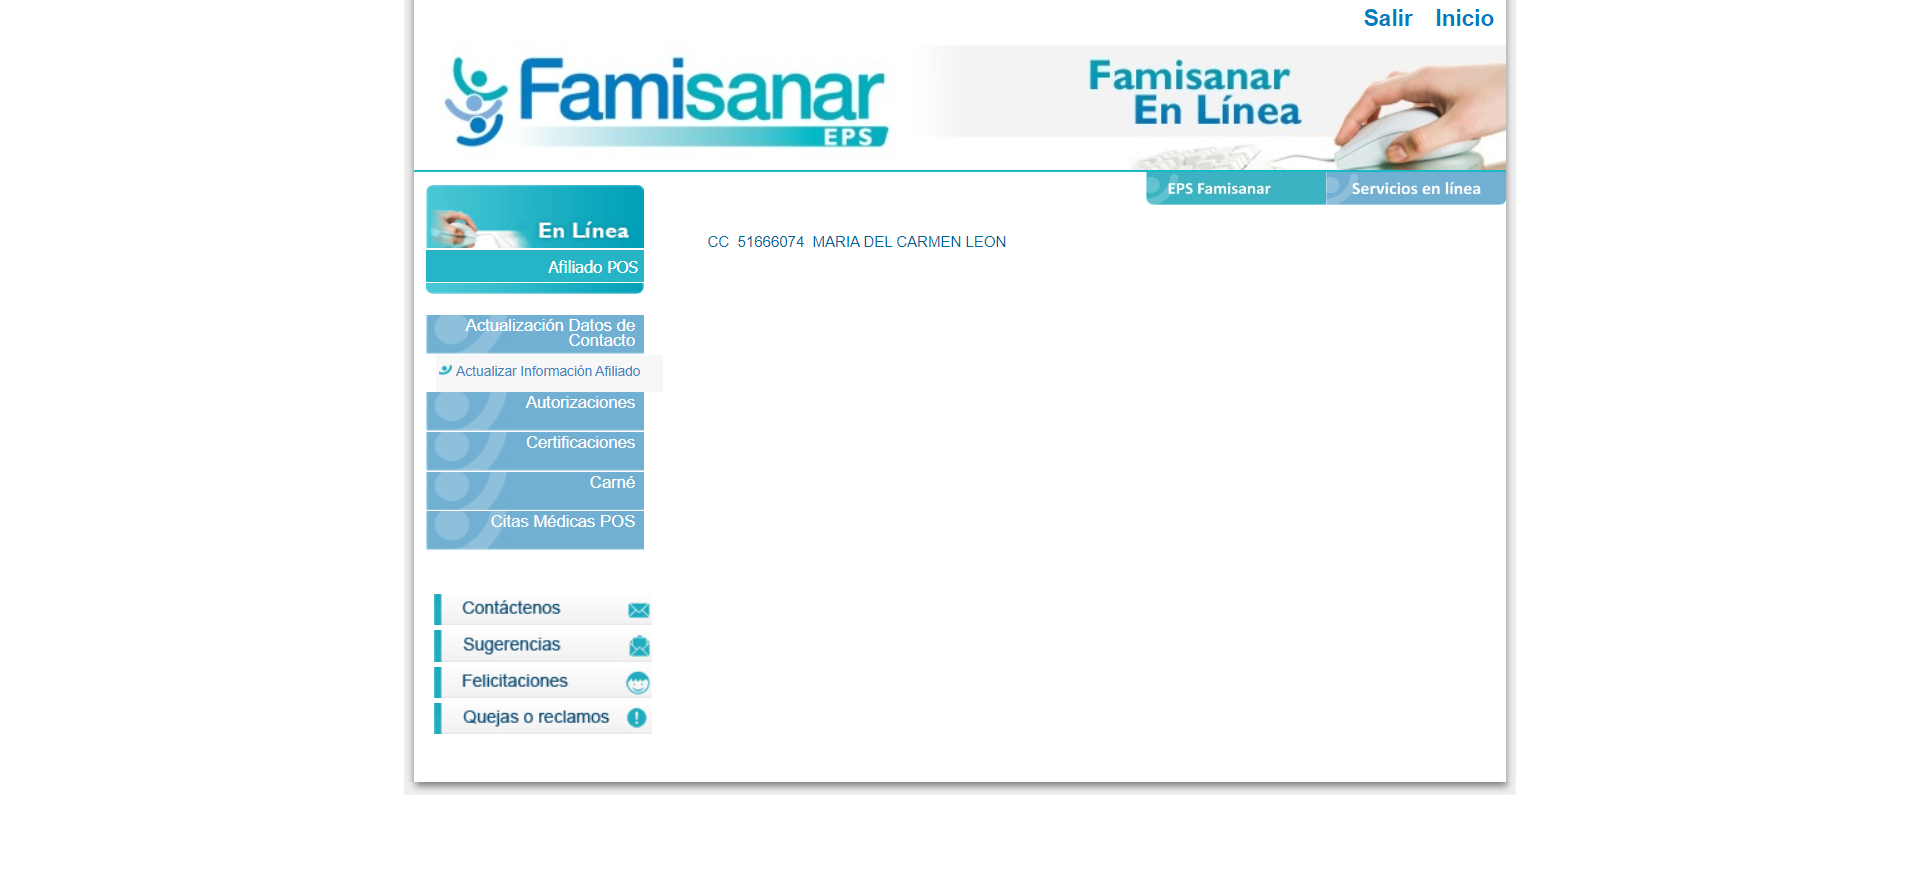 Salir Inicio
Famisanar
EPS
Famisanar
En Línea
EPS Famisanar
Servicios en línea
En Línea
Afiliado POS
CC 51666074 MARIA DEL CARMEN LEON
Actualización Datos de
Contacto
Actualizar Información Afiliado
Autorizaciones
Certificaciones
Carné
Citas Médicas POS
Contáctenos
Sugerencias
Felicitaciones
Quejas o reclamos